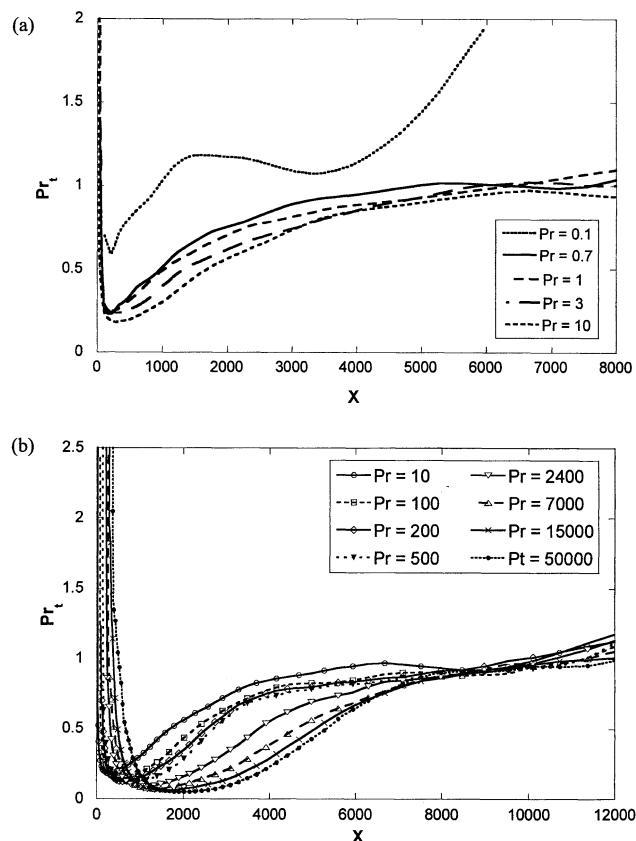 (a)
2
1.5
1
0.5
0
Pr t
Pr = 0.1
Pr = 0.7
Pr = 1
Pr = 3
Pr = 10
0 1000 2000 3000 4000 5000 6000 7000 8000
X
(b)
2.5
2
1.5
1
0.5
0
Pr t
Pr = 10 Pr = 2400
Pr = 100 Pr = 7000
Pr = 200 Pr = 15000
Pr = 500 Pt = 50000
0 2000 4000 6000 8000 10000 12000
X